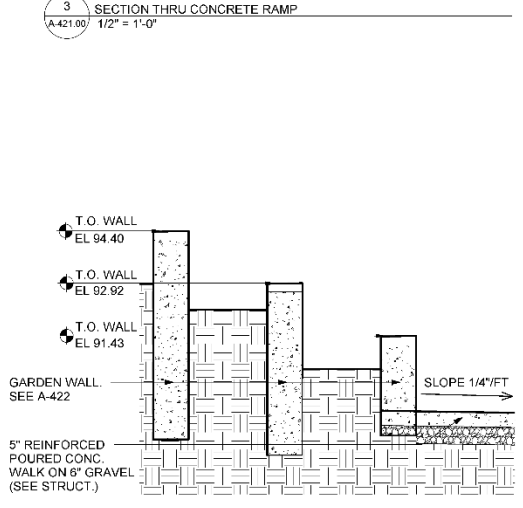 3
A-421.00
SECTION THRU CONCRETE RAMP
1/2" = 1'-0"
T.O. WALL
EL 94.40
T.O. WALL
EL 92.92
T.O. WALL
EL 91.43
GARDEN WALL.
SEE A-422
SLOPE 1/4"/FT
5" REINFORCED
POURED CONC.
WALK ON 6" GRAVEL
(SEE STRUCT.)